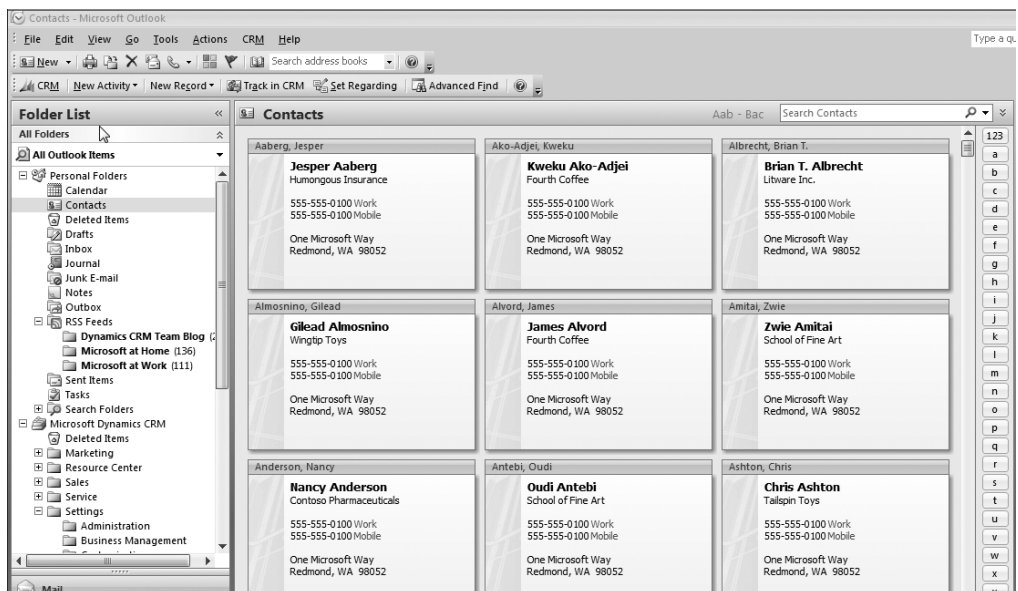 Contacts - Microsoft Outlook
File Edit View Go Tools Actions CRM Help
Type a qu
New Search address books
CRM New Activity New Record Track in CRM Set Regarding Advanced Find
Folder List «
All Folders
All Outlook Items
Personal Folders
Calendar
Contacts
Deleted Items
Drafts
Inbox
Journal
Junk E-mail
Notes
Outbox
RSS Feeds
Dynamics CRM Team Blog (2
Microsoft at Home (136)
Microsoft at Work (111)
Sent Items
Tasks
Search Folders
Microsoft Dynamics CRM
Deleted Items
Marketing
Resource Center
Sales
Service
Settings
Administration
Business Management
Mail
Contacts Aab - Bac Search Contacts
Aaberg, Jesper
Jesper Aaberg
Humongous Insurance
555-555-0100 Work
555-555-0100 Mobile
One Microsoft Way
Redmond, WA 98052
Ako-Adjei, Kweku
Kweku Ako-Adjei
Fourth Coffee
555-555-0100 Work
555-555-0100 Mobile
One Microsoft Way
Redmond, WA 98052
Albrecht, Brian T.
Brian T. Albrecht
Litware Inc.
555-555-0100 Work
555-555-0100 Mobile
One Microsoft Way
Redmond, WA 98052
Almosnino, Gilead
Gilead Almosnino
Wingtip Toys
555-555-0100 Work
555-555-0100 Mobile
One Microsoft Way
Redmond, WA 98052
Alvord, James
James Alvord
Fourth Coffee
555-555-0100 Work
555-555-0100 Mobile
One Microsoft Way
Redmond, WA 98052
Amitai, Zwie
Zwie Amitai
School of Fine Art
555-555-0100 Work
555-555-0100 Mobile
One Microsoft Way
Redmond, WA 98052
Anderson, Nancy
Nancy Anderson
Contoso Pharmaceuticals
555-555-0100 Work
555-555-0100 Mobile
One Microsoft Way
Redmond, WA 98052
Antebi, Oudi
Oudi Antebi
School of Fine Art
555-555-0100 Work
555-555-0100 Mobile
One Microsoft Way
Redmond, WA 98052
Ashton, Chris
Chris Ashton
Tailspin Toys
555-555-0100 Work
555-555-0100 Mobile
One Microsoft Way
Redmond, WA 98052
123
a
b
c
d
e
f
g
h
i
j
k
l
m
n
o
p
q
r
s
t
u
v
w
x